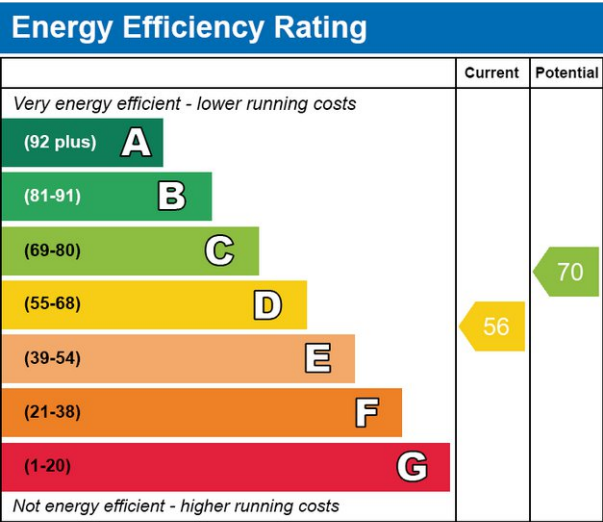 Energy Efficiency Rating
Current Potential
Very energy efficient - lower running costs
(92 plus) A
(81-91) B
(69-80) C
70
(55-68) D
56
(39-54) E
(21-38) F
(1-20) G
Not energy efficient - higher running costs